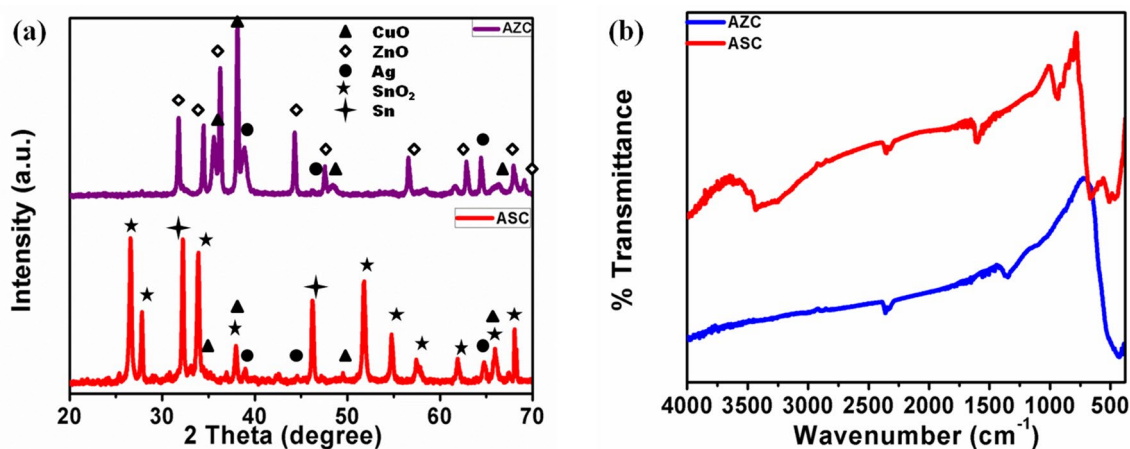 (a)
Intensity (a.u.)
AZC
CuO
ZnO
Ag
SnO₂
Sn
ASC
20 30 40 50 60 70
2 Theta (degree)
(b)
% Transmittance
AZC
ASC
4000 3500 3000 2500 2000 1500 1000 500
Wavenumber (cm⁻¹)